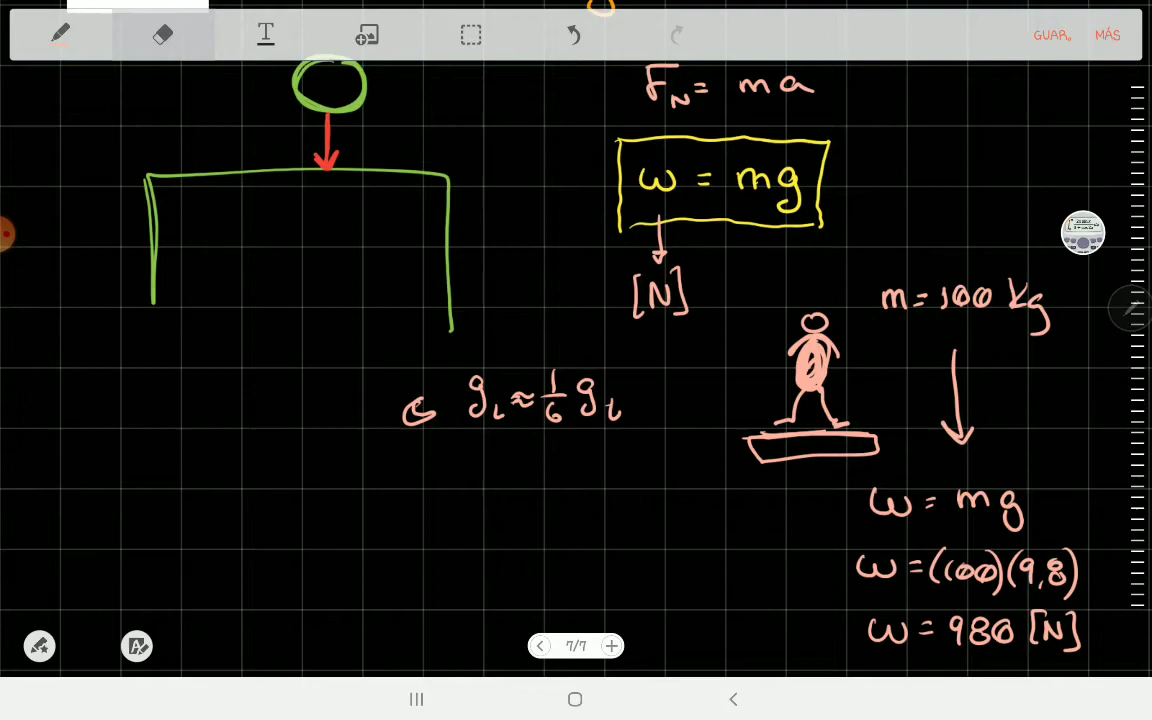 GUAR. MÁS
F_N = ma
ω = mg
[N]
m = 100 kg
g_L ≈ 1/6 g_t
ω = mg
ω = (100)(9,8)
ω = 980 [N]
7/7